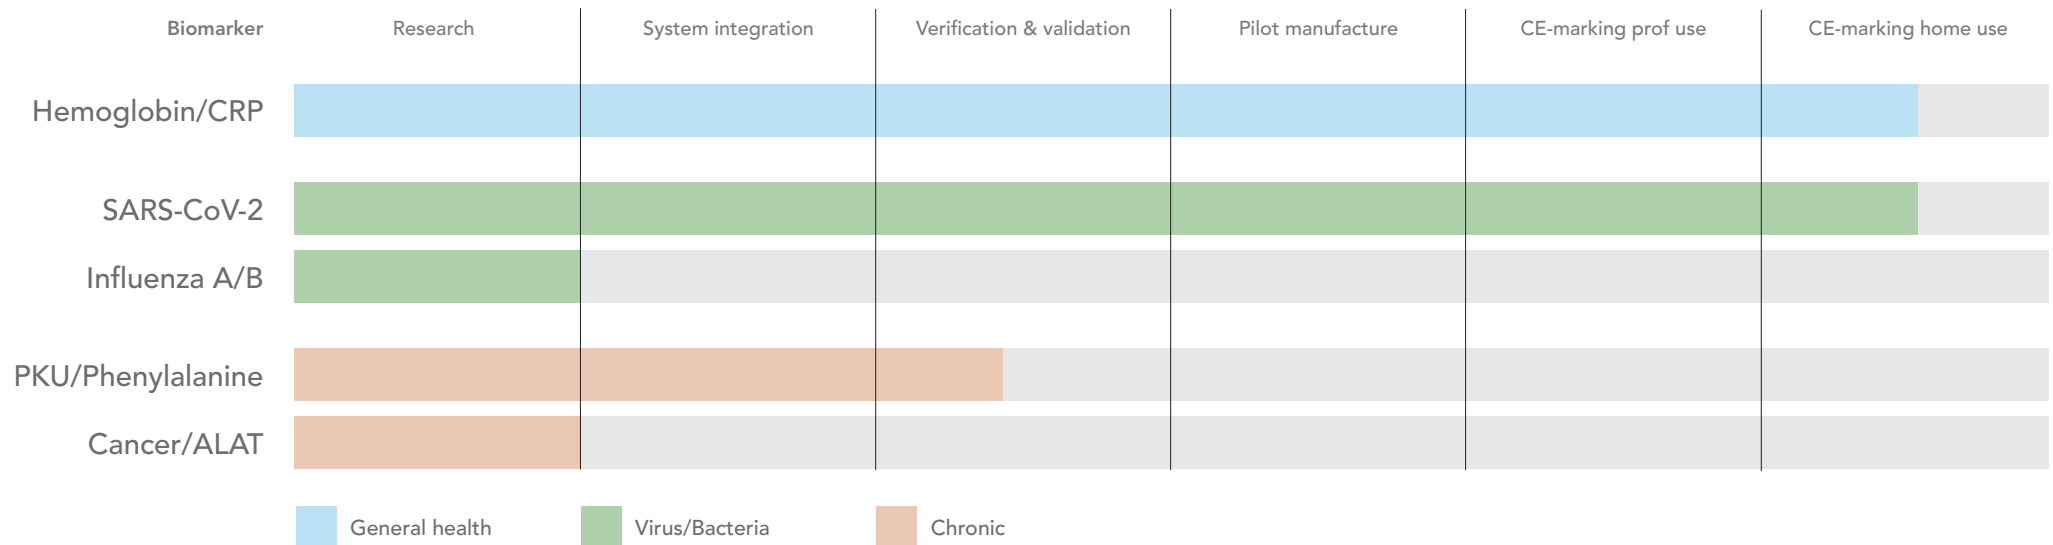 Biomarker Research System integration Verification & validation Pilot manufacture CE-marking prof use CE-marking home use
Hemoglobin/CRP
SARS-CoV-2
Influenza A/B
PKU/Phenylalanine
Cancer/ALAT
General health Virus/Bacteria Chronic